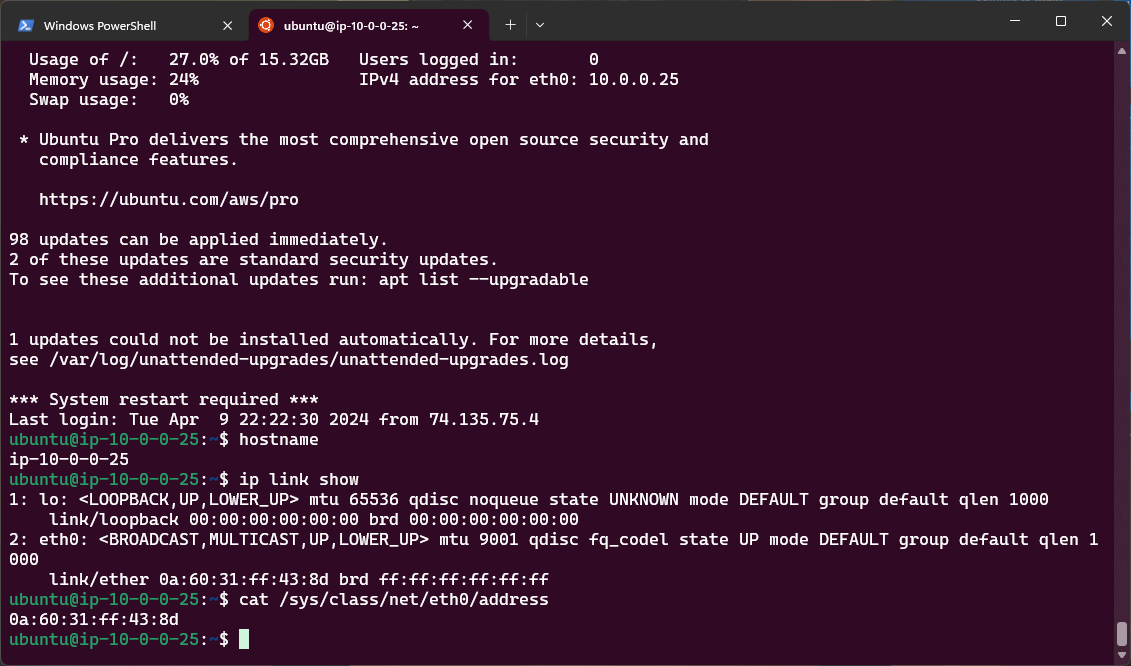 Windows PowerShell
ubuntu@ip-10-0-0-25: ~
Usage of /:   27.0% of 15.32GB   Users logged in:       0
Memory usage: 24%                IPv4 address for eth0: 10.0.0.25
Swap usage:   0%
* Ubuntu Pro delivers the most comprehensive open source security and
compliance features.
https://ubuntu.com/aws/pro
98 updates can be applied immediately.
2 of these updates are standard security updates.
To see these additional updates run: apt list --upgradable
1 updates could not be installed automatically. For more details,
see /var/log/unattended-upgrades/unattended-upgrades.log
*** System restart required ***
Last login: Tue Apr  9 22:22:30 2024 from 74.135.75.4
ubuntu@ip-10-0-0-25:~$ hostname
ip-10-0-0-25
ubuntu@ip-10-0-0-25:~$ ip link show
1: lo: <LOOPBACK,UP,LOWER_UP> mtu 65536 qdisc noqueue state UNKNOWN mode DEFAULT group default qlen 1000
link/loopback 00:00:00:00:00:00 brd 00:00:00:00:00:00
2: eth0: <BROADCAST,MULTICAST,UP,LOWER_UP> mtu 9001 qdisc fq_codel state UP mode DEFAULT group default qlen 1
000
link/ether 0a:60:31:ff:43:8d brd ff:ff:ff:ff:ff:ff
ubuntu@ip-10-0-0-25:~$ cat /sys/class/net/eth0/address
0a:60:31:ff:43:8d
ubuntu@ip-10-0-0-25:~$